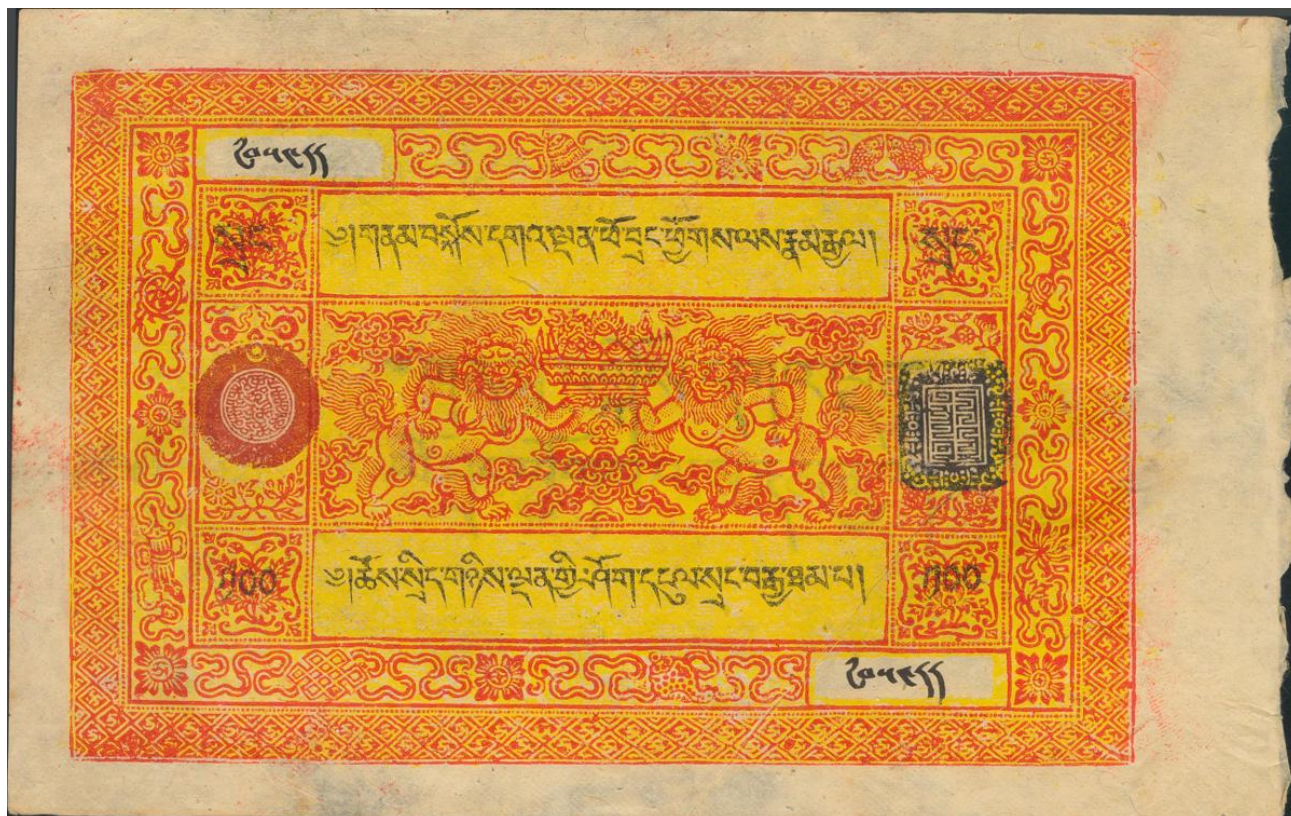 སྲང
༄།གནམ་བསྐོས་དགའ་ལྡན་ཕོ་བྲང་ཕྱོགས་ལས་རྣམ་རྒྱལ།
སྲང
༄།ཆོས་སྲིད་གཉིས་ལྡན་གྱི་ཤོག་དངུལ་སྲང་བརྒྱ་ཐམ་པ།
༡༠༠
༡༠༠